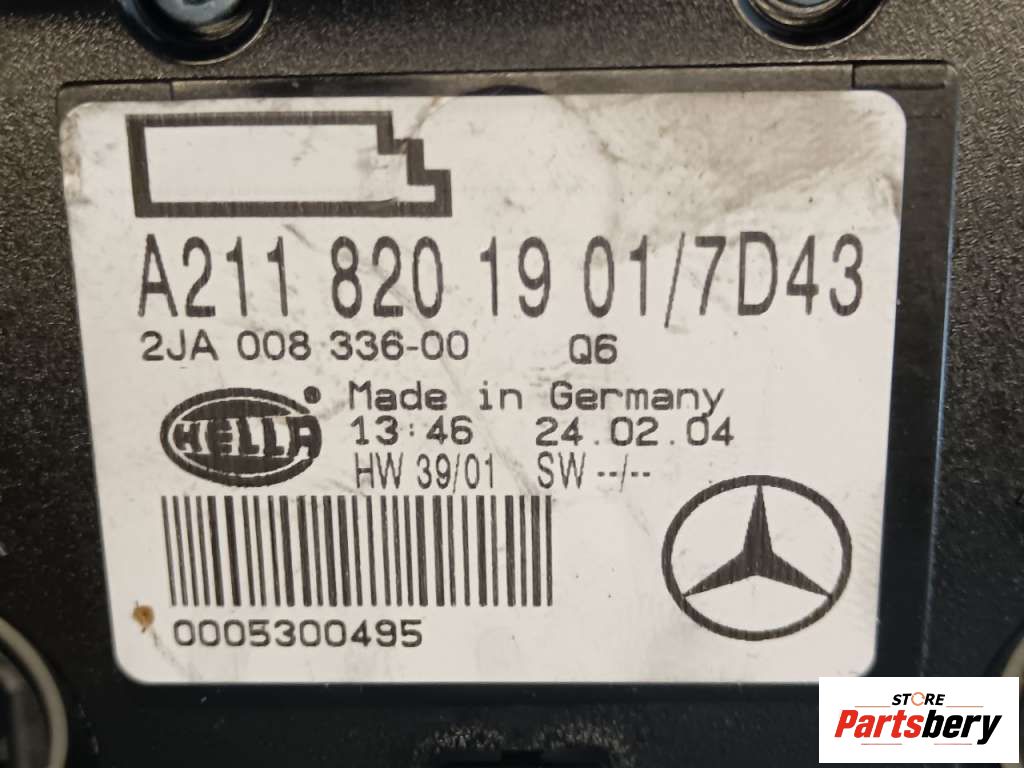 A211 820 19 01/7D43
2JA 008 336-00 Q6
HELLA ® Made in Germany
13:46 24.02.04
HW 39/01 SW --/--
0005300495
STORE
Partsbery